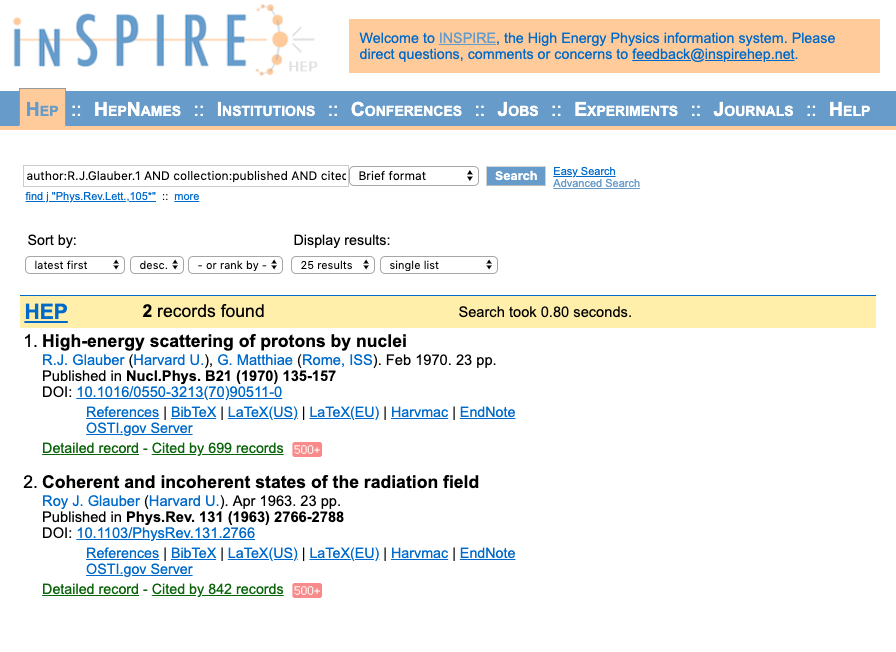 iNSPIRE
HEP
Welcome to INSPIRE, the High Energy Physics information system. Please
direct questions, comments or concerns to feedback@inspirehep.net.
HEP :: HEPNAMES :: INSTITUTIONS :: CONFERENCES :: JOBS :: EXPERIMENTS :: JOURNALS :: HELP
author:R.J.Glauber.1 AND collection:published AND cited Brief format Search Easy Search
Advanced Search
find j "Phys.Rev.Lett.,105*" :: more
Sort by: Display results:
latest first desc. - or rank by - 25 results single list
HEP 2 records found Search took 0.80 seconds.
1. High-energy scattering of protons by nuclei
R.J. Glauber (Harvard U.), G. Matthiae (Rome, ISS). Feb 1970. 23 pp.
Published in Nucl.Phys. B21 (1970) 135-157
DOI: 10.1016/0550-3213(70)90511-0
References | BibTeX | LaTeX(US) | LaTeX(EU) | Harvmac | EndNote
OSTI.gov Server
Detailed record - Cited by 699 records 500+
2. Coherent and incoherent states of the radiation field
Roy J. Glauber (Harvard U.). Apr 1963. 23 pp.
Published in Phys.Rev. 131 (1963) 2766-2788
DOI: 10.1103/PhysRev.131.2766
References | BibTeX | LaTeX(US) | LaTeX(EU) | Harvmac | EndNote
OSTI.gov Server
Detailed record - Cited by 842 records 500+